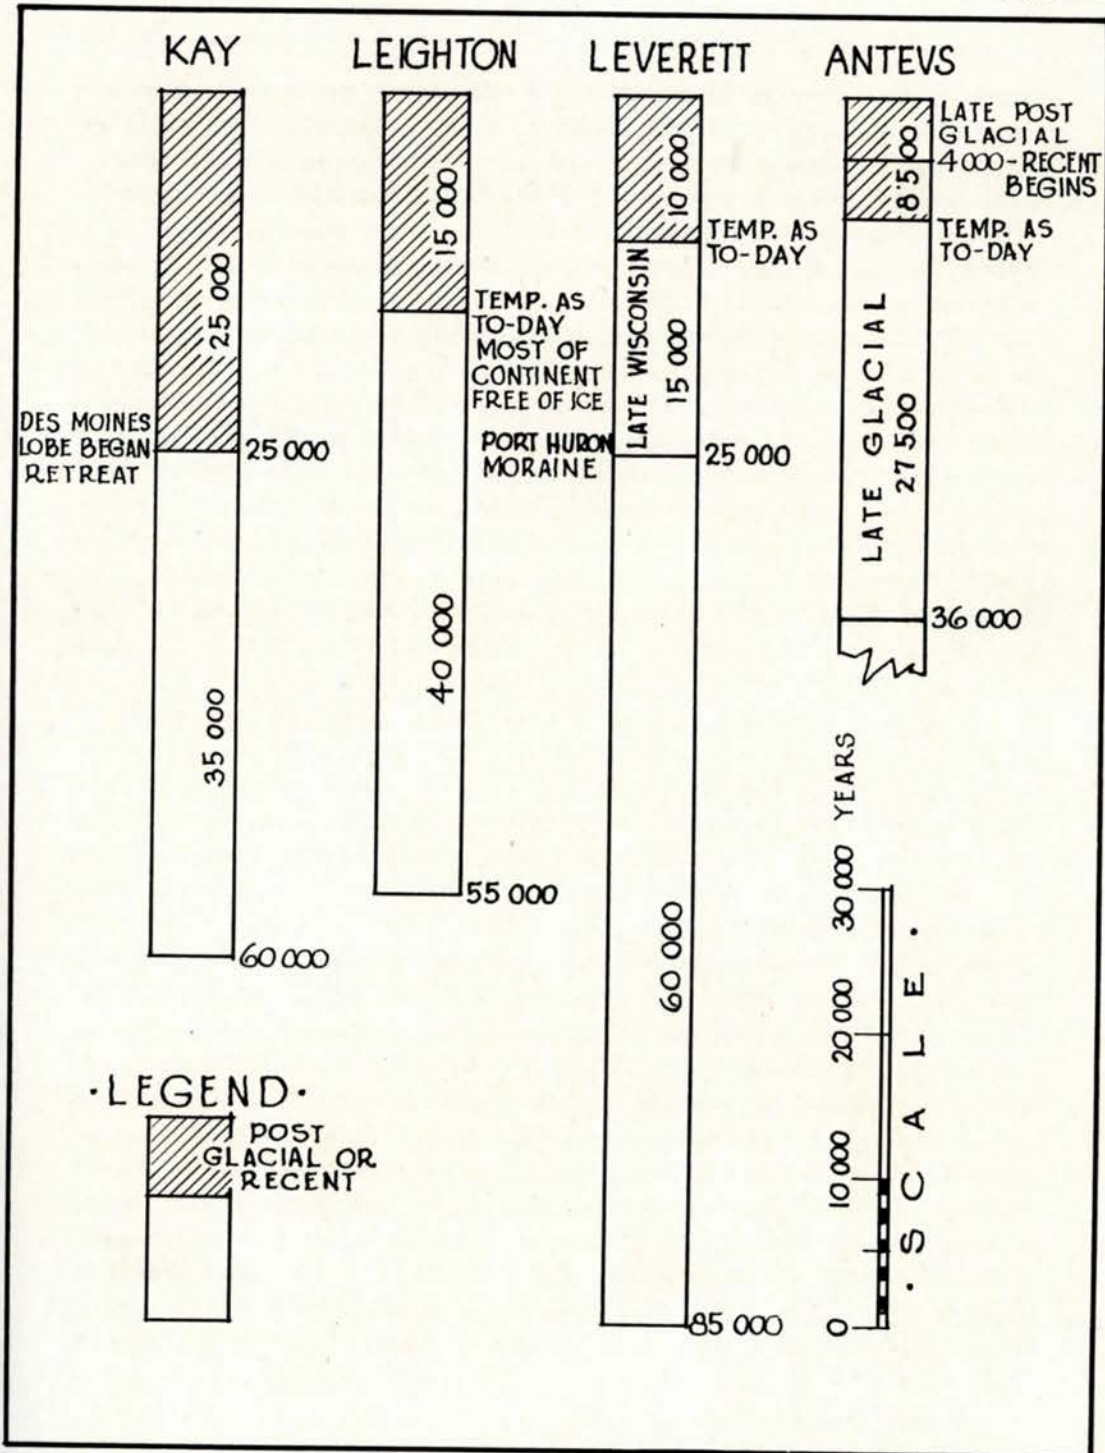 KAY
LEIGHTON
LEVERETT
ANTEVS
25 000
DES MOINES
LOBE BEGAN
RETREAT
25 000
35 000
60 000
15 000
TEMP. AS
TO-DAY
MOST OF
CONTINENT
FREE OF ICE
40 000
55 000
10 000
TEMP. AS
TO-DAY
LATE WISCONSIN
15 000
PORT HURON
MORAINE
25 000
60 000
85 000
LATE POST
GLACIAL
4 000-RECENT
BEGINS
8500
TEMP. AS
TO-DAY
LATE GLACIAL
27 500
36 000
·LEGEND·
POST
GLACIAL OR
RECENT
0
10 000
20 000
30 000 YEARS
·SCALE·